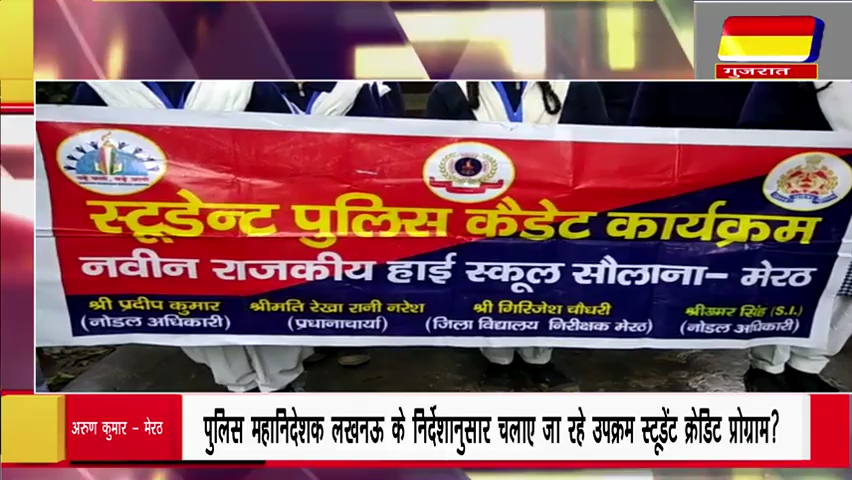 गुजरात
स्टूडेन्ट पुलिस कैडेट कार्यक्रम
नवीन राजकीय हाई स्कूल सौलाना- मेरठ
श्री प्रदीप कुमार श्रीमति रेखा रानी नरेश श्री गिरिजेश चौधरी श्रीअमर सिंह (S.I.)
(नोडल अधिकारी) (प्रधानाचार्या) (जिला विद्यालय निरीक्षक मेरठ) (नोडल अधिकारी)
अरुण कुमार - मेरठ
पुलिस महानिदेशक लखनऊ के निर्देशानुसार चलाए जा रहे उपक्रम स्टूडेंट क्रेडिट प्रोग्राम?